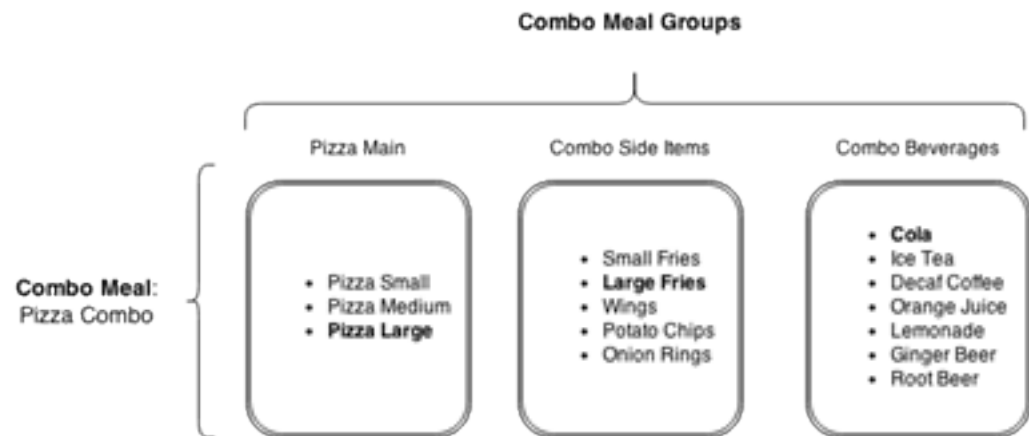 Combo Meal Groups
Pizza Main
Combo Side Items
Combo Beverages
Combo Meal:
Pizza Combo
• Pizza Small
• Pizza Medium
• Pizza Large
• Small Fries
• Large Fries
• Wings
• Potato Chips
• Onion Rings
• Cola
• Ice Tea
• Decaf Coffee
• Orange Juice
• Lemonade
• Ginger Beer
• Root Beer